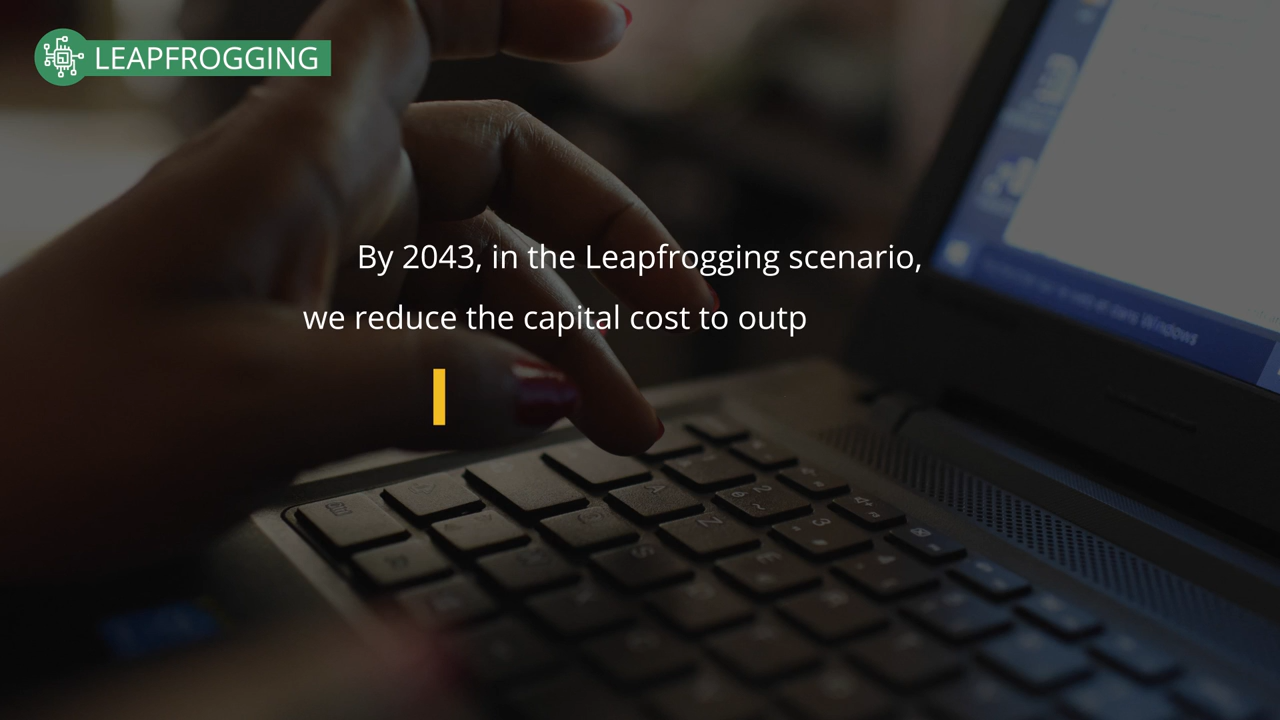 LEAPFROGGING
By 2043, in the Leapfrogging scenario,
we reduce the capital cost to outp